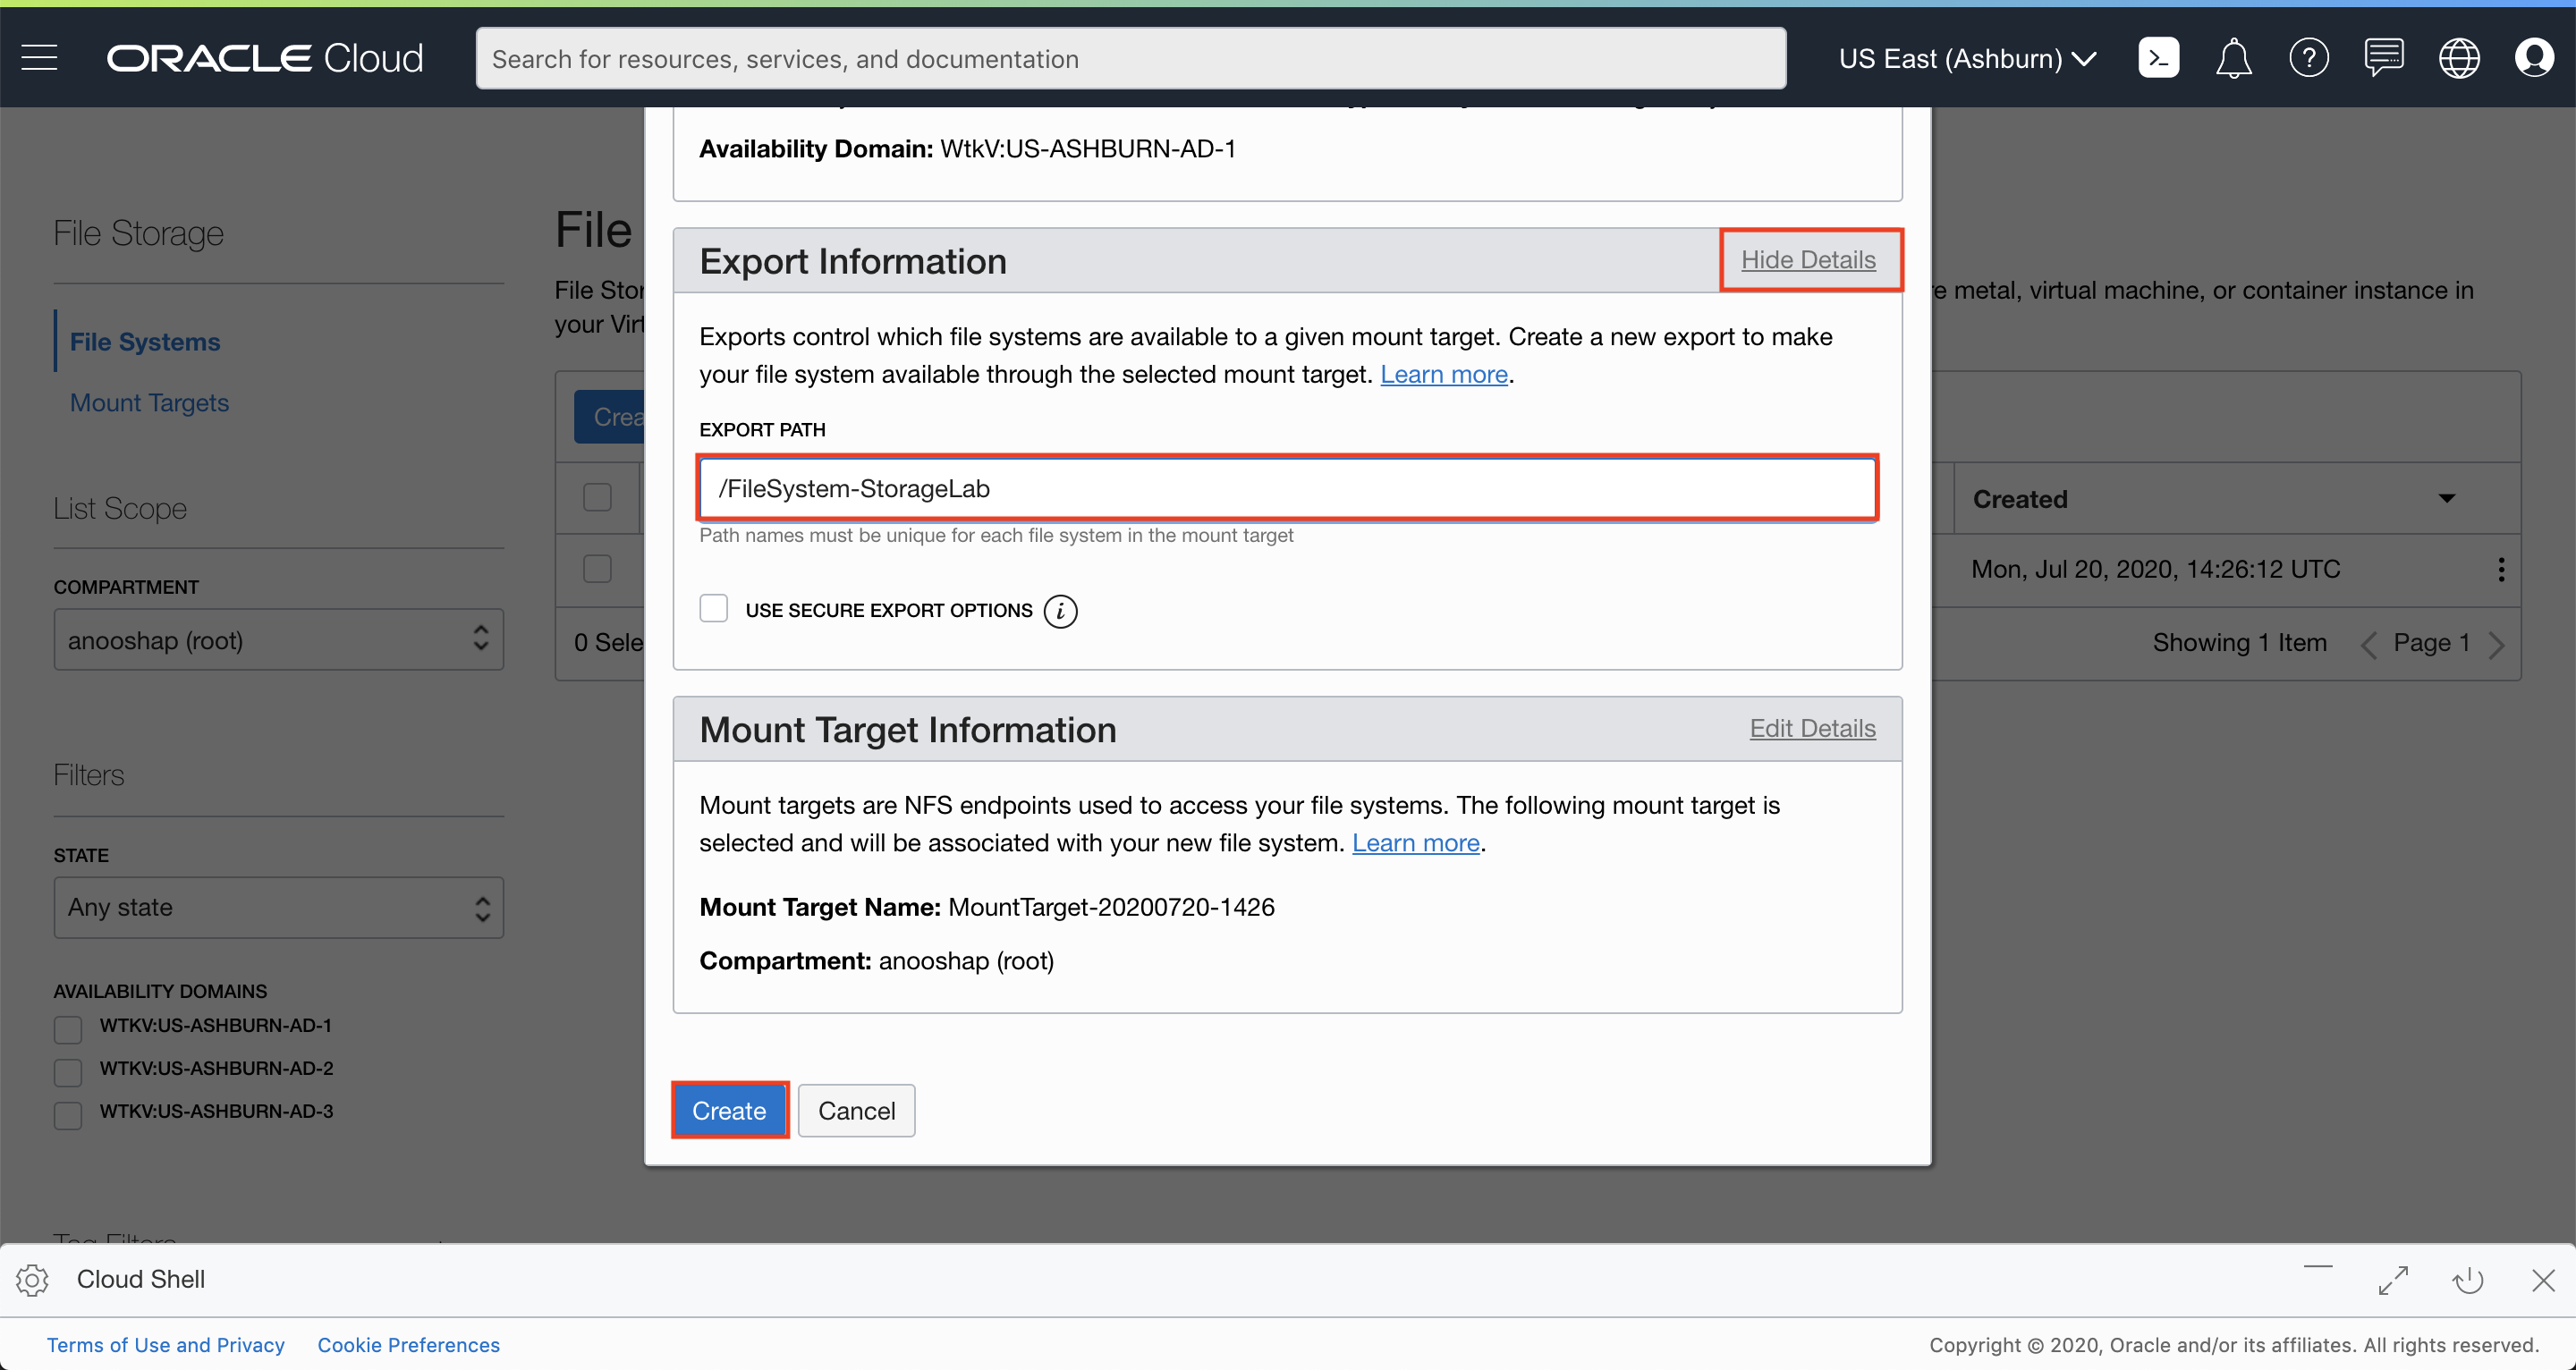 ORACLE Cloud
Search for resources, services, and documentation
US East (Ashburn)
Availability Domain: WtkV:US-ASHBURN-AD-1
File Storage
File Systems
Mount Targets
List Scope
COMPARTMENT
anooshap (root)
Filters
STATE
Any state
AVAILABILITY DOMAINS
WTKV:US-ASHBURN-AD-1
WTKV:US-ASHBURN-AD-2
WTKV:US-ASHBURN-AD-3
File
File Stor
your Virt
Crea
0 Sele
Export Information
Hide Details
Exports control which file systems are available to a given mount target. Create a new export to make
your file system available through the selected mount target. Learn more.
EXPORT PATH
/FileSystem-StorageLab
Path names must be unique for each file system in the mount target
USE SECURE EXPORT OPTIONS i
Mount Target Information
Edit Details
Mount targets are NFS endpoints used to access your file systems. The following mount target is
selected and will be associated with your new file system. Learn more.
Mount Target Name: MountTarget-20200720-1426
Compartment: anooshap (root)
Create
Cancel
e metal, virtual machine, or container instance in
Created
Mon, Jul 20, 2020, 14:26:12 UTC
Showing 1 Item
Page 1
Cloud Shell
Terms of Use and Privacy
Cookie Preferences
Copyright © 2020, Oracle and/or its affiliates. All rights reserved.